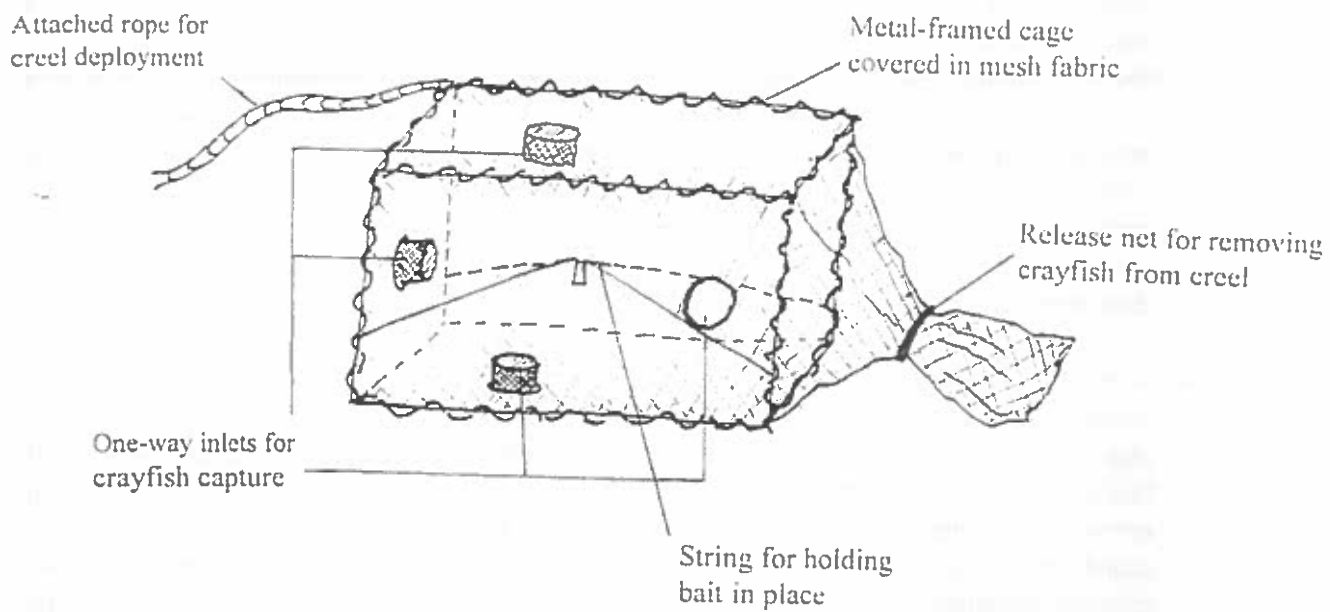 Attached rope for
creel deployment
Metal-framed cage
covered in mesh fabric
Release net for removing
crayfish from creel
One-way inlets for
crayfish capture
String for holding
bait in place